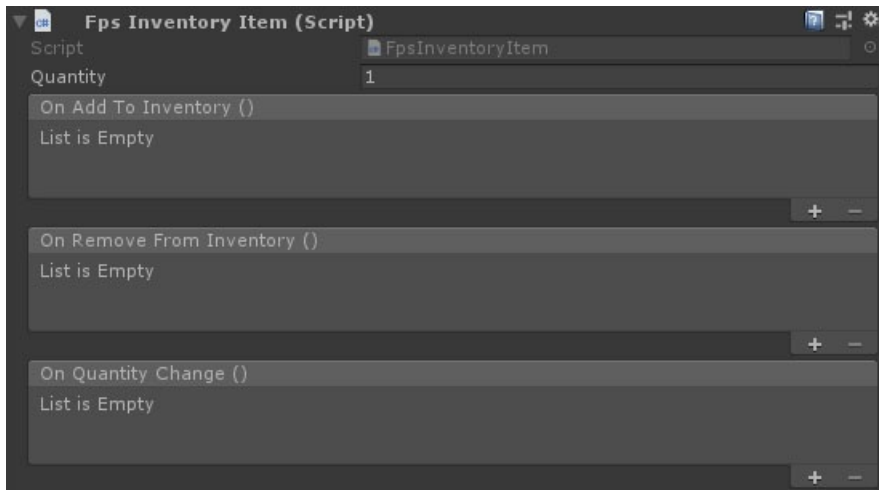 Fps Inventory Item (Script)
Script FpsInventoryItem
Quantity 1
On Add To Inventory ()
List is Empty
+ −
On Remove From Inventory ()
List is Empty
+ −
On Quantity Change ()
List is Empty
+ −